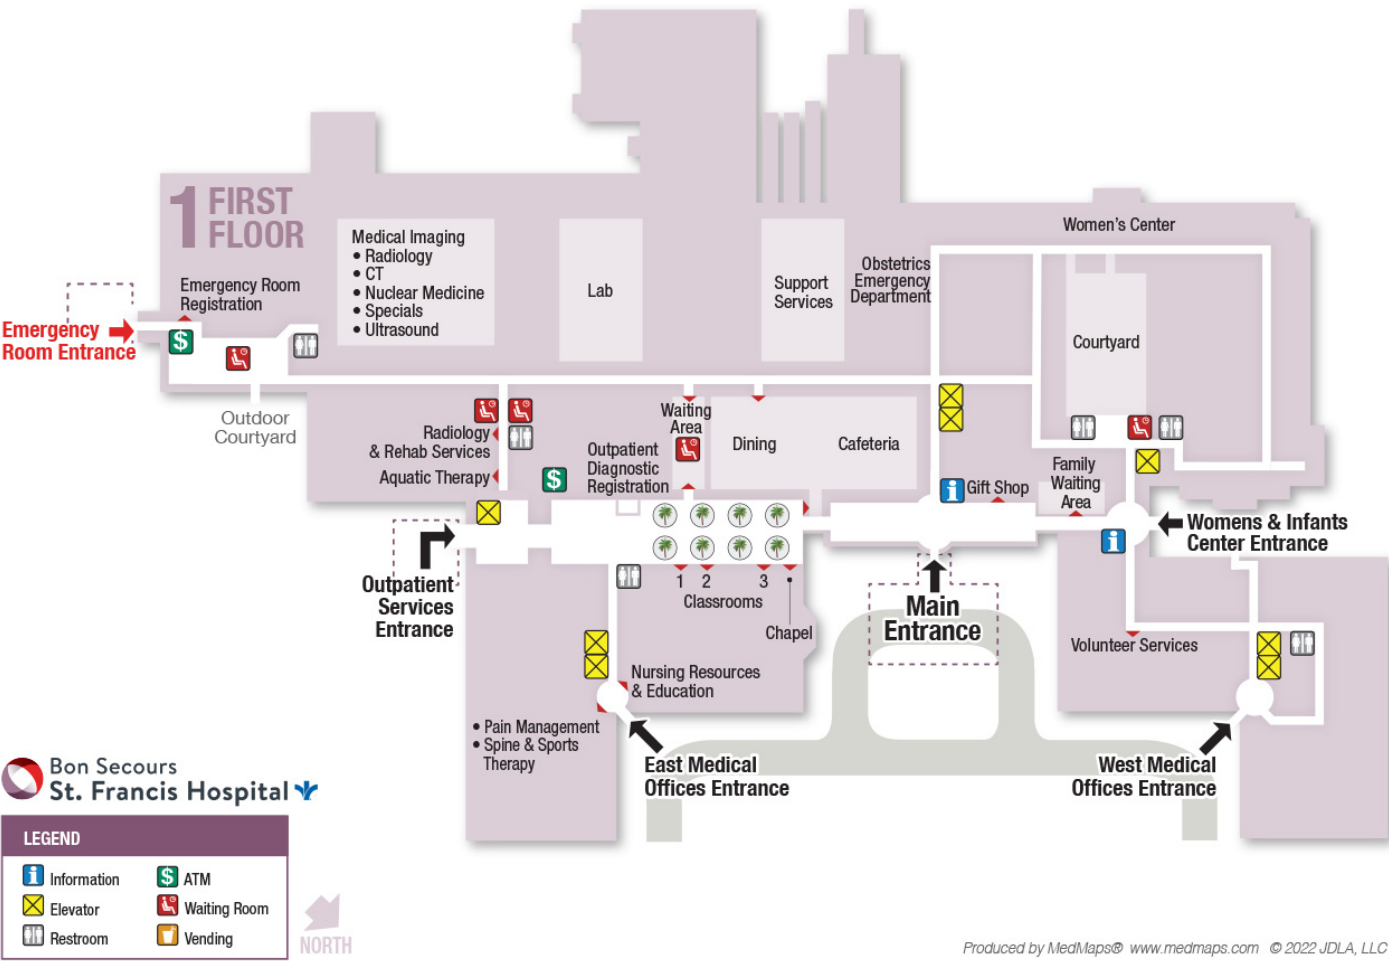 1 FIRST
FLOOR
Women's Center
Medical Imaging
• Radiology
• CT
• Nuclear Medicine
• Specials
• Ultrasound
Lab
Support
Services
Obstetrics
Emergency
Department
Emergency Room
Registration
Emergency
Room Entrance
$
Courtyard
Outdoor
Courtyard
Radiology
& Rehab Services
Aquatic Therapy
$
Outpatient
Diagnostic
Registration
Waiting
Area
Dining
Cafeteria
i Gift Shop
Family
Waiting
Area
i
Womens & Infants
Center Entrance
Outpatient
Services
Entrance
1 2 3
Classrooms
Chapel
Main
Entrance
Volunteer Services
Nursing Resources
& Education
• Pain Management
• Spine & Sports
Therapy
East Medical
Offices Entrance
West Medical
Offices Entrance
Bon Secours
St. Francis Hospital
LEGEND
i Information
$ ATM
Elevator
Waiting Room
Restroom
Vending
NORTH
Produced by MedMaps® www.medmaps.com © 2022 JDLA, LLC